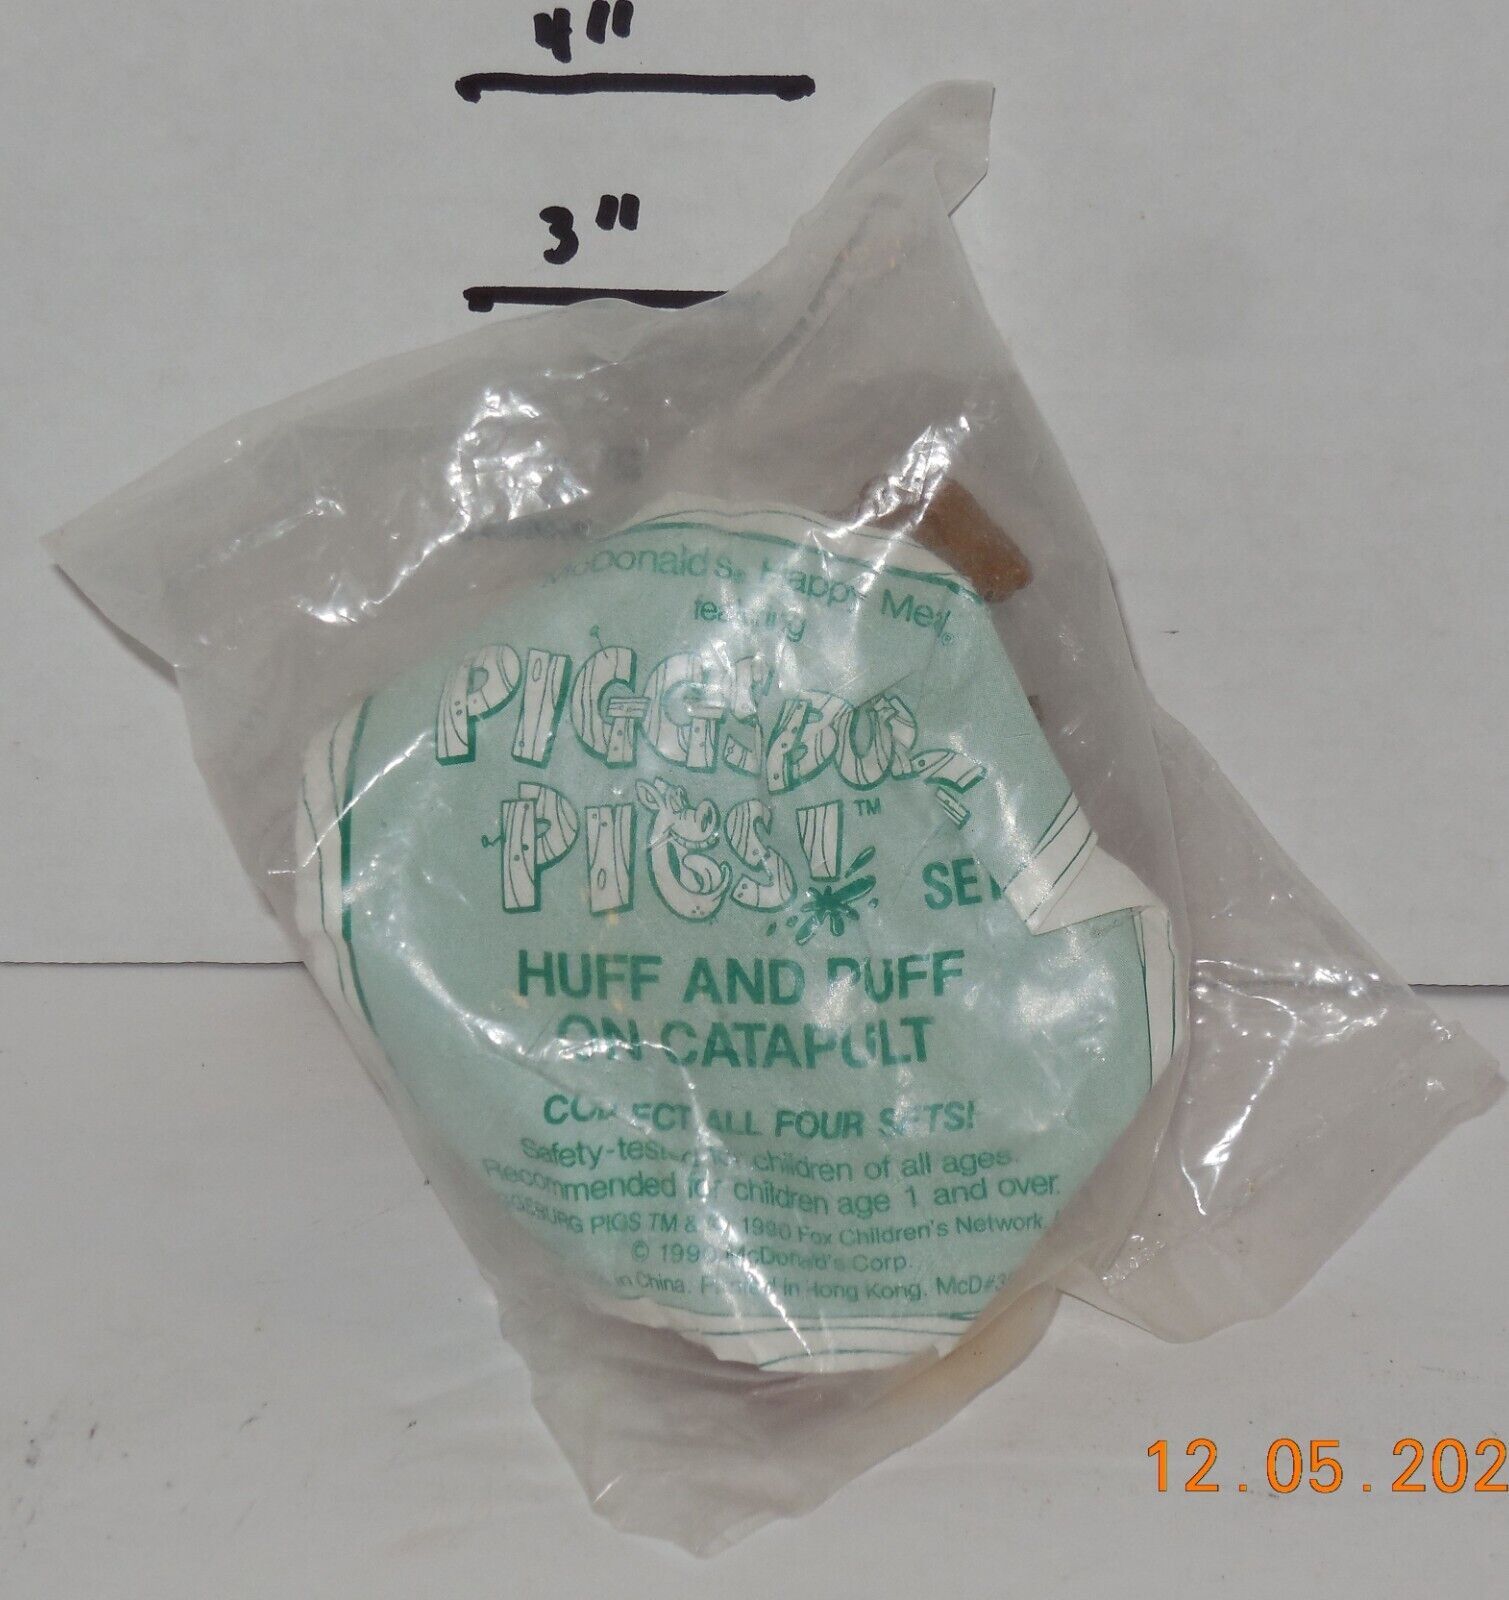 4"
3"
McDonald's® Happy Meal®
featuring
PIGGSBURG
PIGS!™
SET
HUFF AND PUFF
ON CATAPULT
COLLECT ALL FOUR SETS!
Safety-tested for children of all ages.
Recommended for children age 1 and over.
PIGS TM & © 1990 Fox Children's Network,
© 1990 McDonald's Corp.
in China. Printed in Hong Kong. McD#
12.05.202